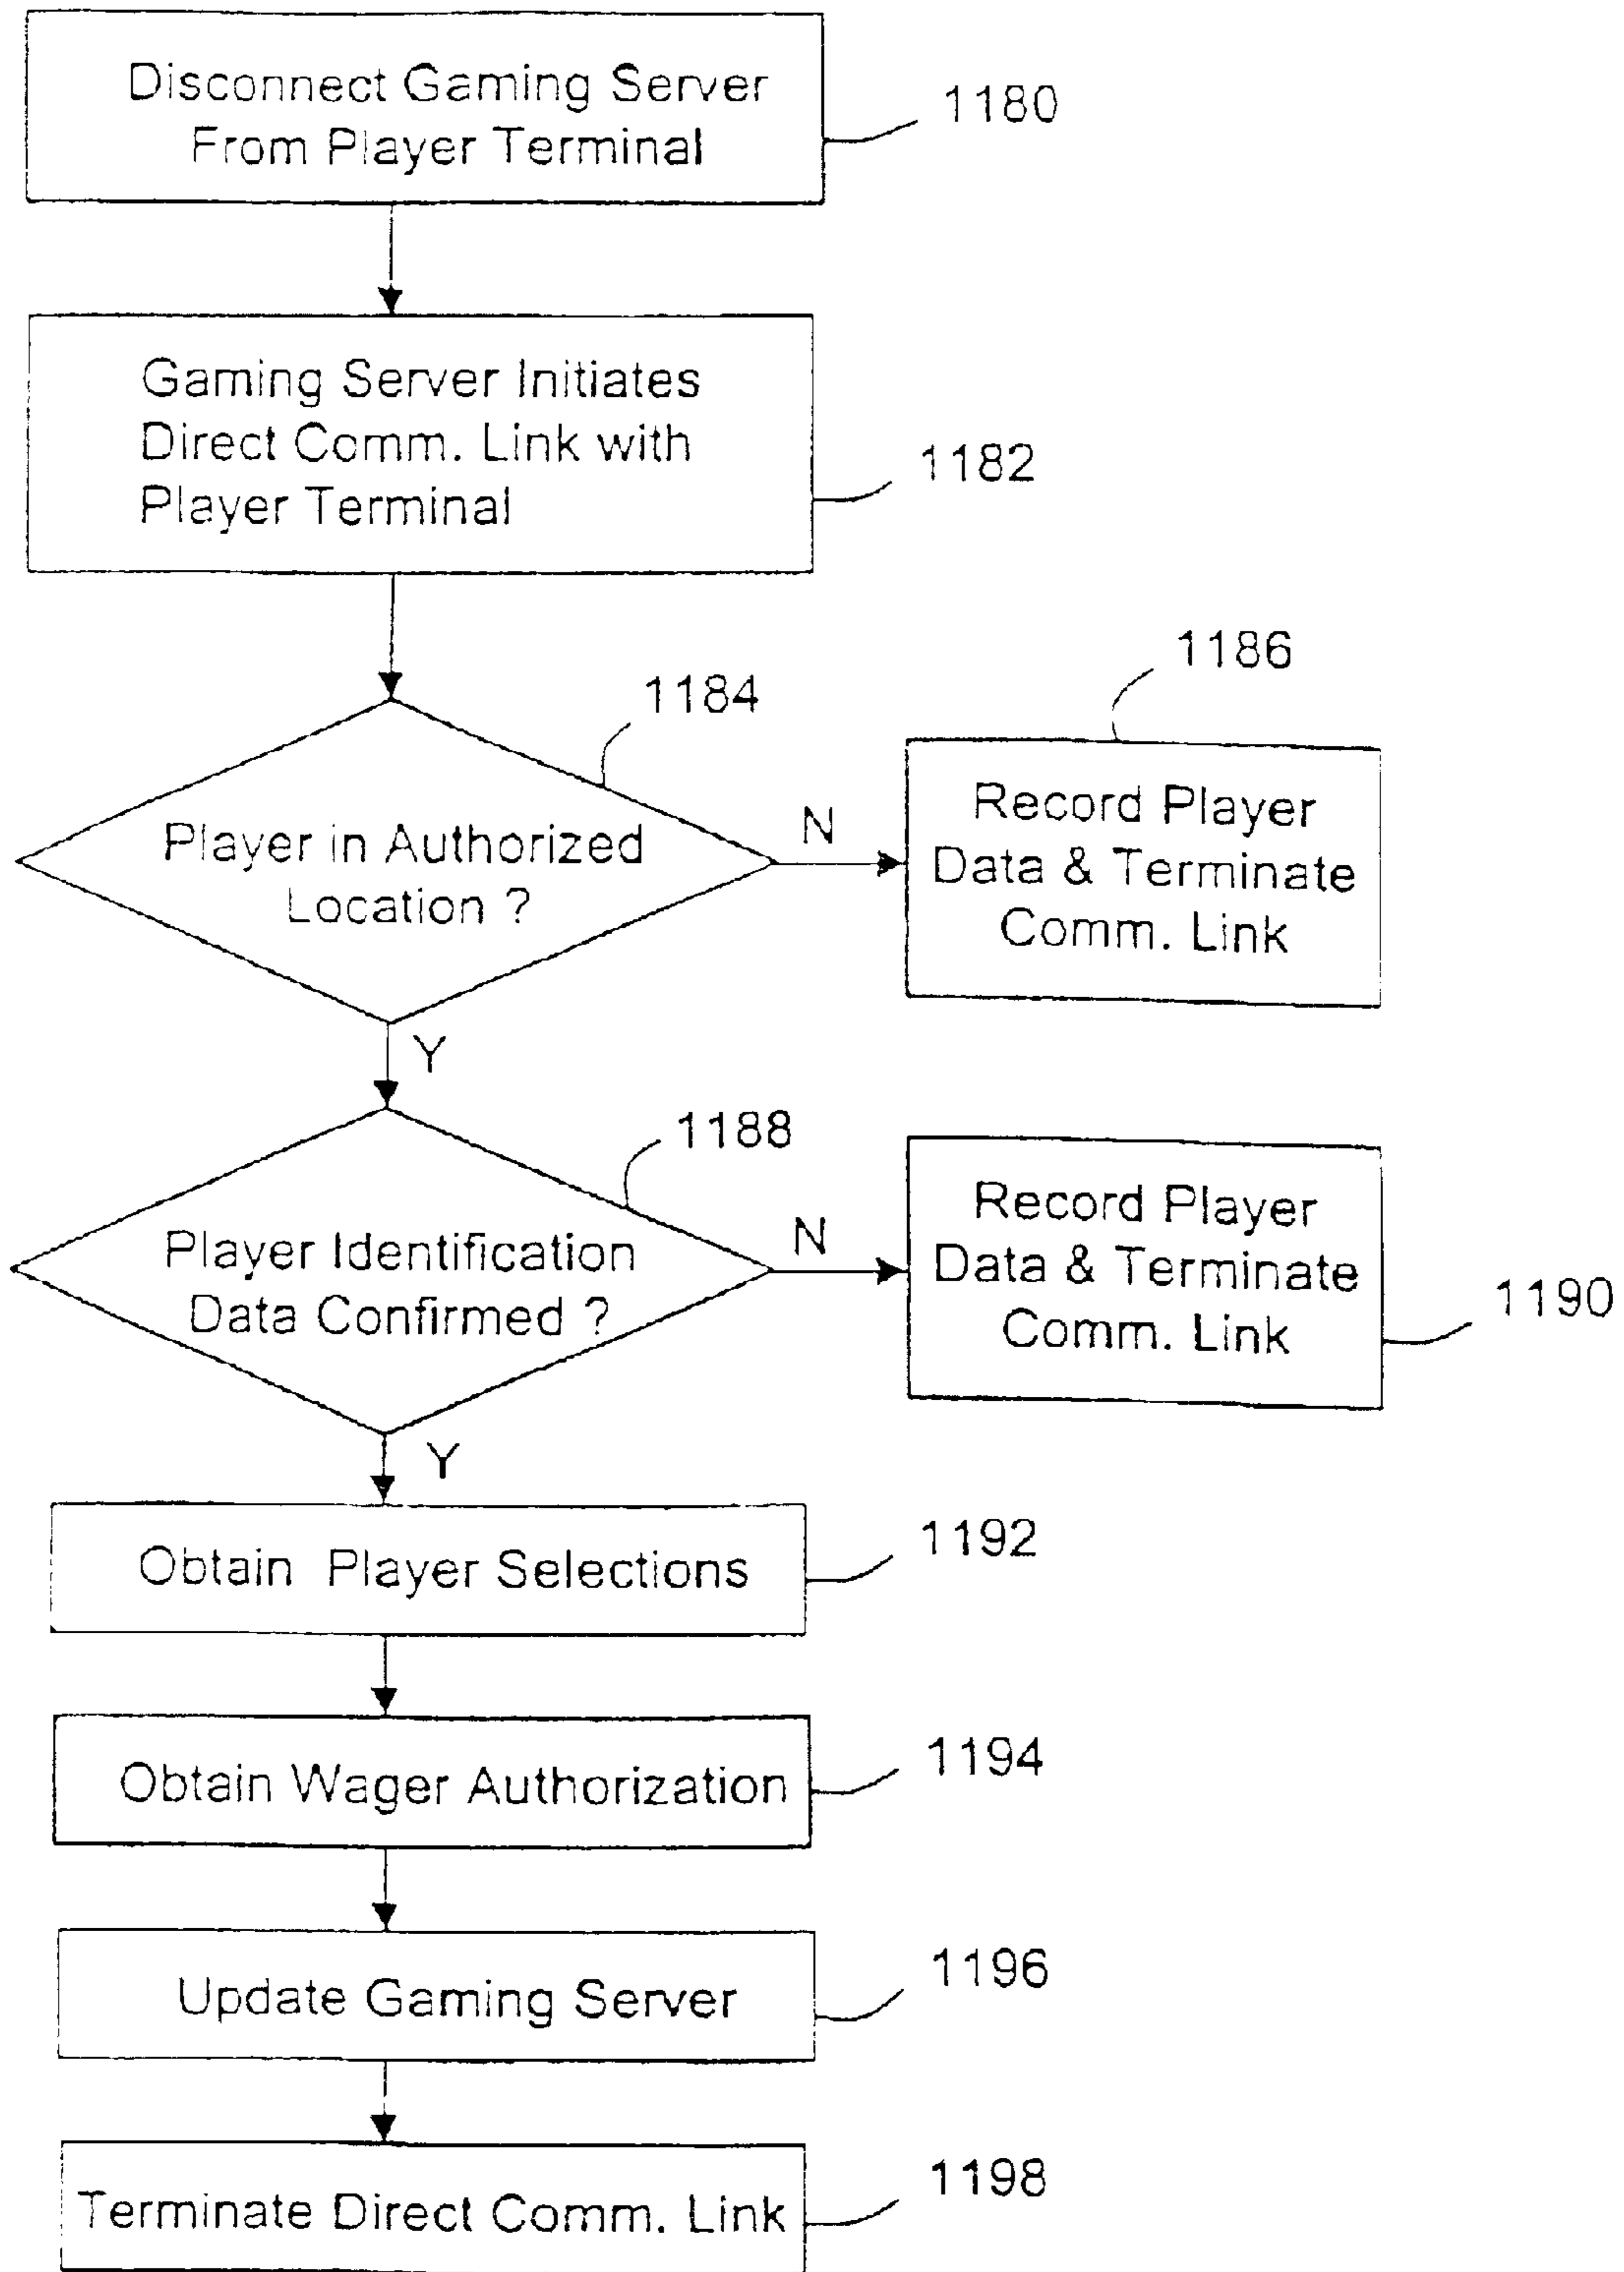 Disconnect Gaming Server
From Player Terminal
1180
Gaming Server Initiates
Direct Comm. Link with
Player Terminal
1182
1184
Player in Authorized
Location ?
N
1186
Record Player
Data & Terminate
Comm. Link
Y
1188
Player Identification
Data Confirmed ?
N
Record Player
Data & Terminate
Comm. Link
1190
Y
Obtain Player Selections
1192
Obtain Wager Authorization
1194
Update Gaming Server
1196
Terminate Direct Comm. Link
1198